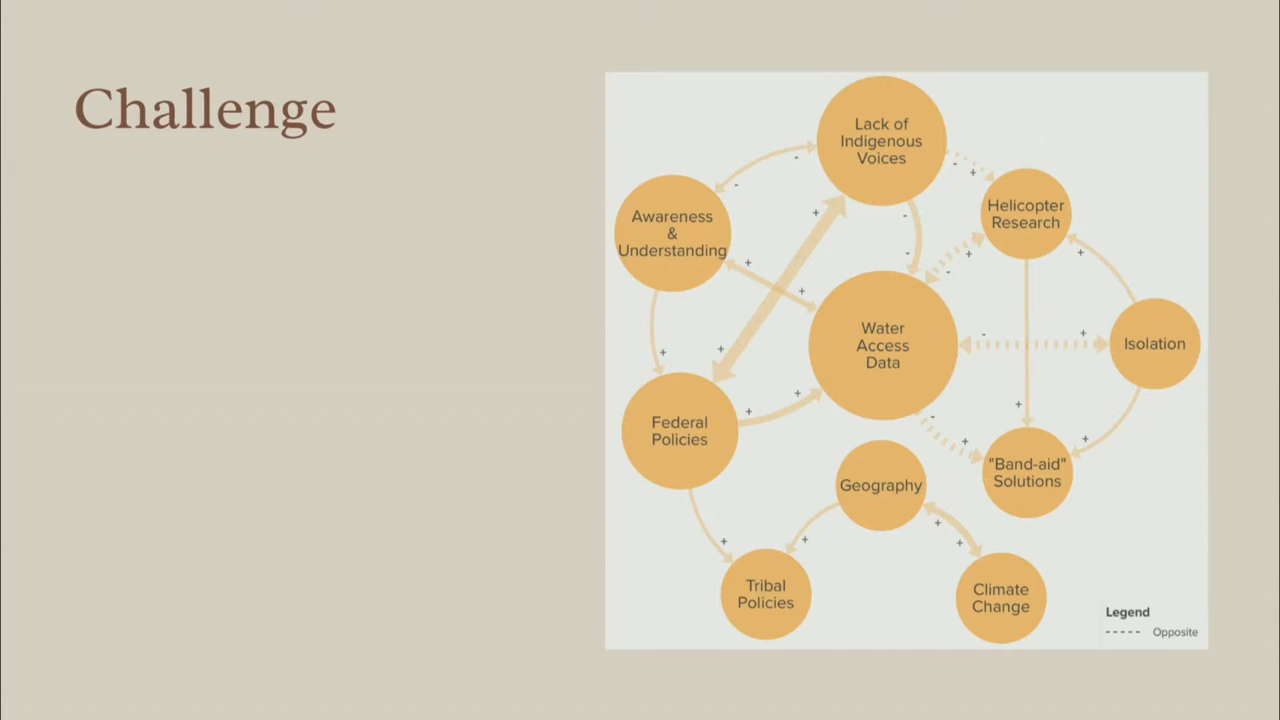 Challenge
Lack of
Indigenous
Voices
Awareness
&
Understanding
Helicopter
Research
Water
Access
Data
Isolation
Federal
Policies
"Band-aid"
Solutions
Geography
Tribal
Policies
Climate
Change
Legend
Opposite